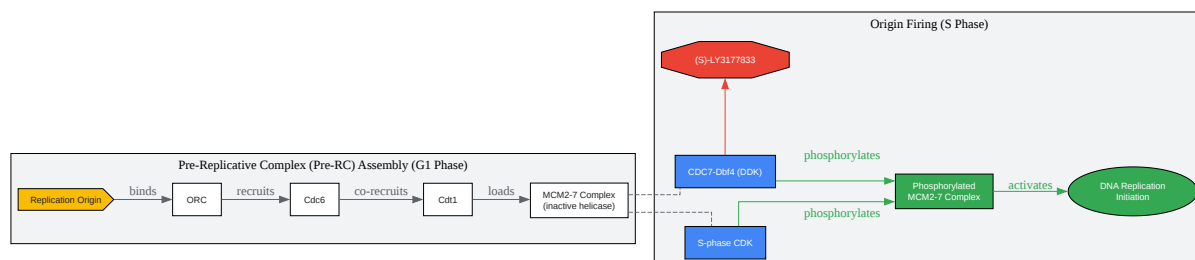 Origin Firing (S Phase)
(S)-LY3177833
Pre-Replicative Complex (Pre-RC) Assembly (G1 Phase)
Replication Origin
binds
ORC
recruits
Cdc6
co-recruits
Cdt1
loads
MCM2-7 Complex
(inactive helicase)
CDC7-Dbf4 (DDK)
phosphorylates
S-phase CDK
phosphorylates
Phosphorylated
MCM2-7 Complex
activates
DNA Replication
Initiation